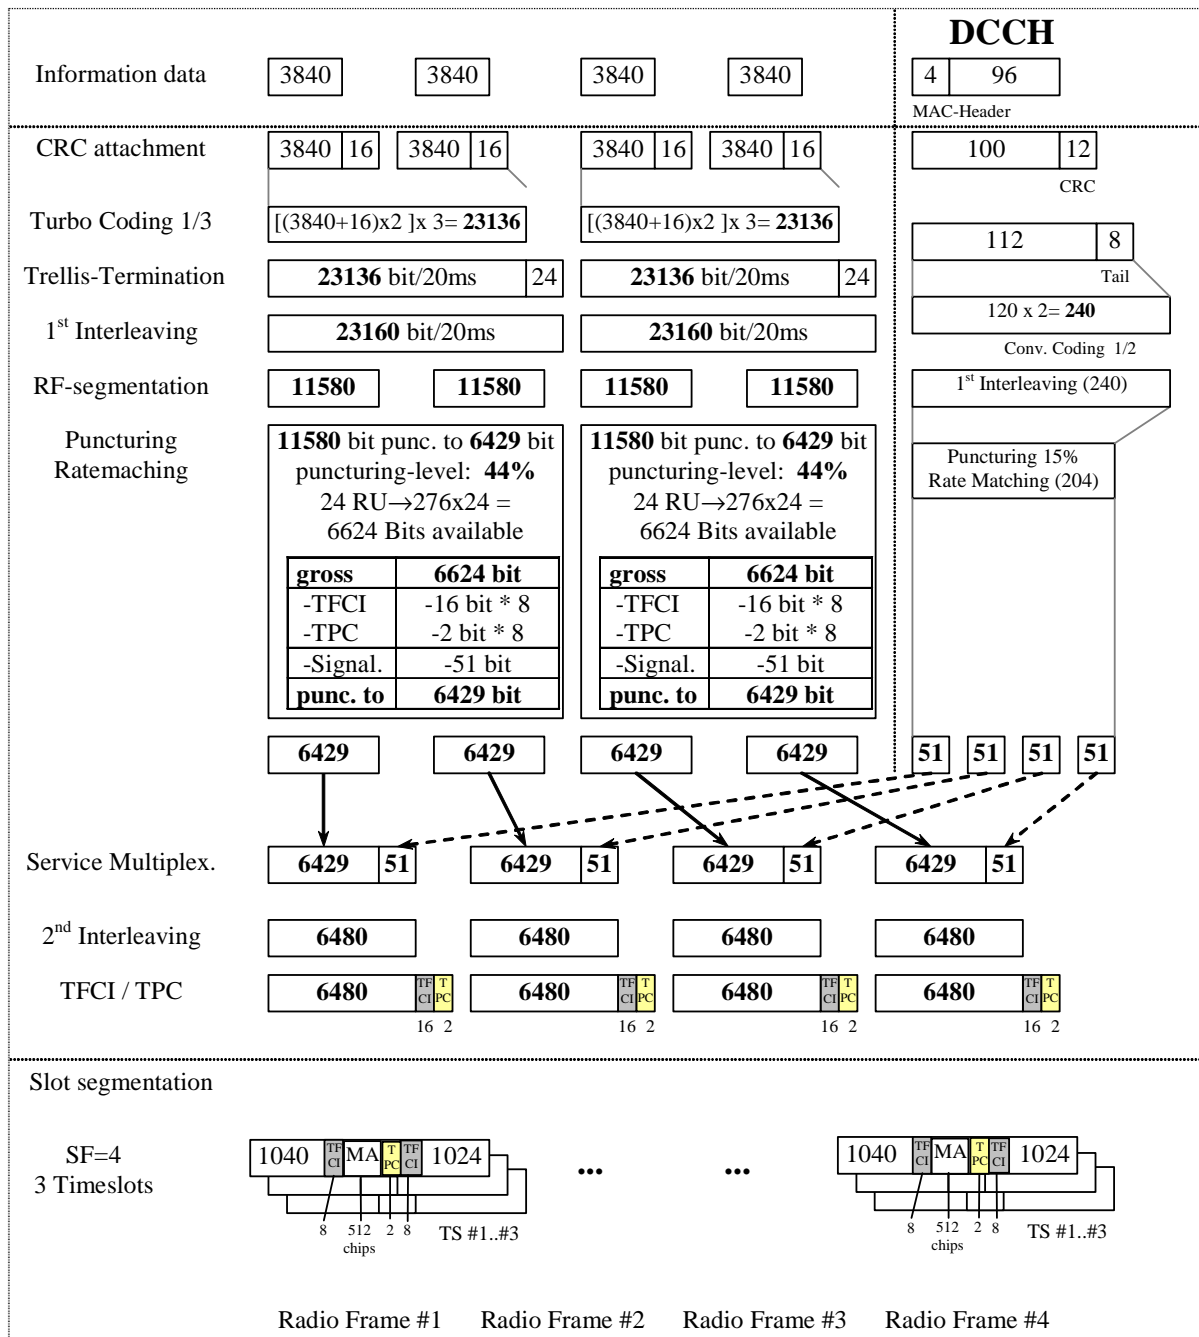 DCCH
Information data 3840 3840 3840 3840 4 96
MAC-Header
CRC attachment 3840 16 3840 16 3840 16 3840 16 100 12
CRC
Turbo Coding 1/3 [(3840+16)x2 ]x 3= 23136 [(3840+16)x2 ]x 3= 23136
112 8
Tail
Trellis-Termination 23136 bit/20ms 24 23136 bit/20ms 24
120 x 2= 240
Conv. Coding 1/2
1st Interleaving 23160 bit/20ms 23160 bit/20ms
RF-segmentation 11580 11580 11580 11580 1st Interleaving (240)
Puncturing
Ratemaching
11580 bit punc. to 6429 bit
puncturing-level: 44%
24 RU→276x24 =
6624 Bits available
gross 6624 bit
-TFCI -16 bit * 8
-TPC -2 bit * 8
-Signal. -51 bit
punc. to 6429 bit
11580 bit punc. to 6429 bit
puncturing-level: 44%
24 RU→276x24 =
6624 Bits available
gross 6624 bit
-TFCI -16 bit * 8
-TPC -2 bit * 8
-Signal. -51 bit
punc. to 6429 bit
Puncturing 15%
Rate Matching (204)
6429 6429 6429 6429 51 51 51 51
Service Multiplex. 6429 51 6429 51 6429 51 6429 51
2nd Interleaving 6480 6480 6480 6480
TFCI / TPC 6480 TF CI T PC 6480 TF CI T PC 6480 TF CI T PC 6480 TF CI T PC
16 2 16 2 16 2 16 2
Slot segmentation
SF=4
3 Timeslots
1040 TF CI MA T PC TF CI 1024 ... ... 1040 TF CI MA T PC TF CI 1024
8 512 2 8 TS #1..#3 8 512 2 8 TS #1..#3
chips chips
Radio Frame #1 Radio Frame #2 Radio Frame #3 Radio Frame #4